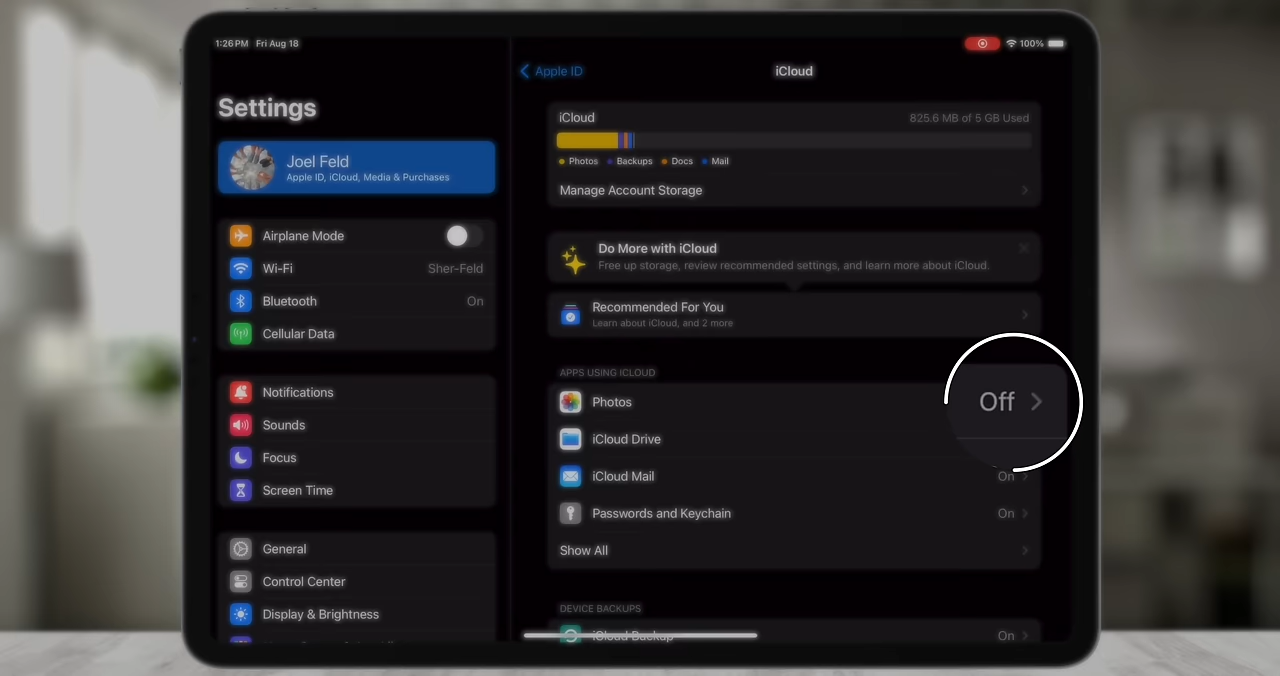 1:26 PM Fri Aug 18
100%
Settings
Joel Feld
Apple ID, iCloud, Media & Purchases
Airplane Mode
Wi-Fi Sher-Feld
Bluetooth On
Cellular Data
Notifications
Sounds
Focus
Screen Time
General
Control Center
Display & Brightness
Apple ID
iCloud
iCloud 825.6 MB of 5 GB Used
Photos Backups Docs Mail
Manage Account Storage
Do More with iCloud
Free up storage, review recommended settings, and learn more about iCloud.
Recommended For You
Learn about iCloud, and 2 more
APPS USING ICLOUD
Photos Off
iCloud Drive
iCloud Mail On
Passwords and Keychain On
Show All
DEVICE BACKUPS
iCloud Backup On